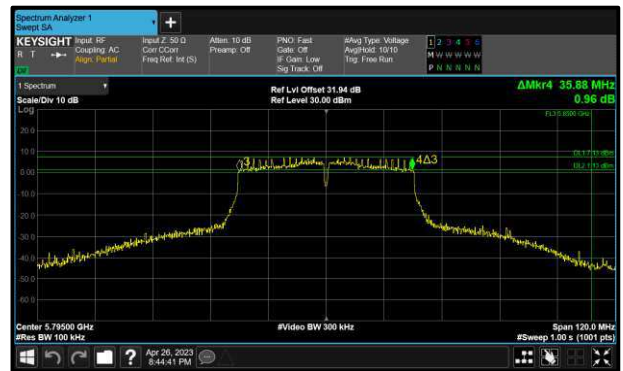 Spectrum Analyzer 1
Swept SA
+
KEYSIGHT
R T
Input: RF
Coupling: AC
Align: Partial
Input Z: 50 Ω
Corr CCorr
Freq Ref: Int (S)
Atten: 10 dB
Preamp: Off
PNO: Fast
Gate: Off
IF Gain: Low
Sig Track: Off
#Avg Type: Voltage
Avg|Hold: 10/10
Trig: Free Run
1 2 3 4 5 6
M W W W W W
P N N N N N
1 Spectrum
Scale/Div 10 dB
Log
Ref Lvl Offset 31.94 dB
Ref Level 30.00 dBm
ΔMkr4 35.88 MHz
0.96 dB
20.0
10.0
0.00
-10.0
-20.0
-30.0
-40.0
-50.0
-60.0
3
4Δ3
Center 5.79500 GHz
#Res BW 100 kHz
#Video BW 300 kHz
Span 120.0 MHz
#Sweep 1.00 s (1001 pts)
?
Apr 26, 2023
8:44:41 PM